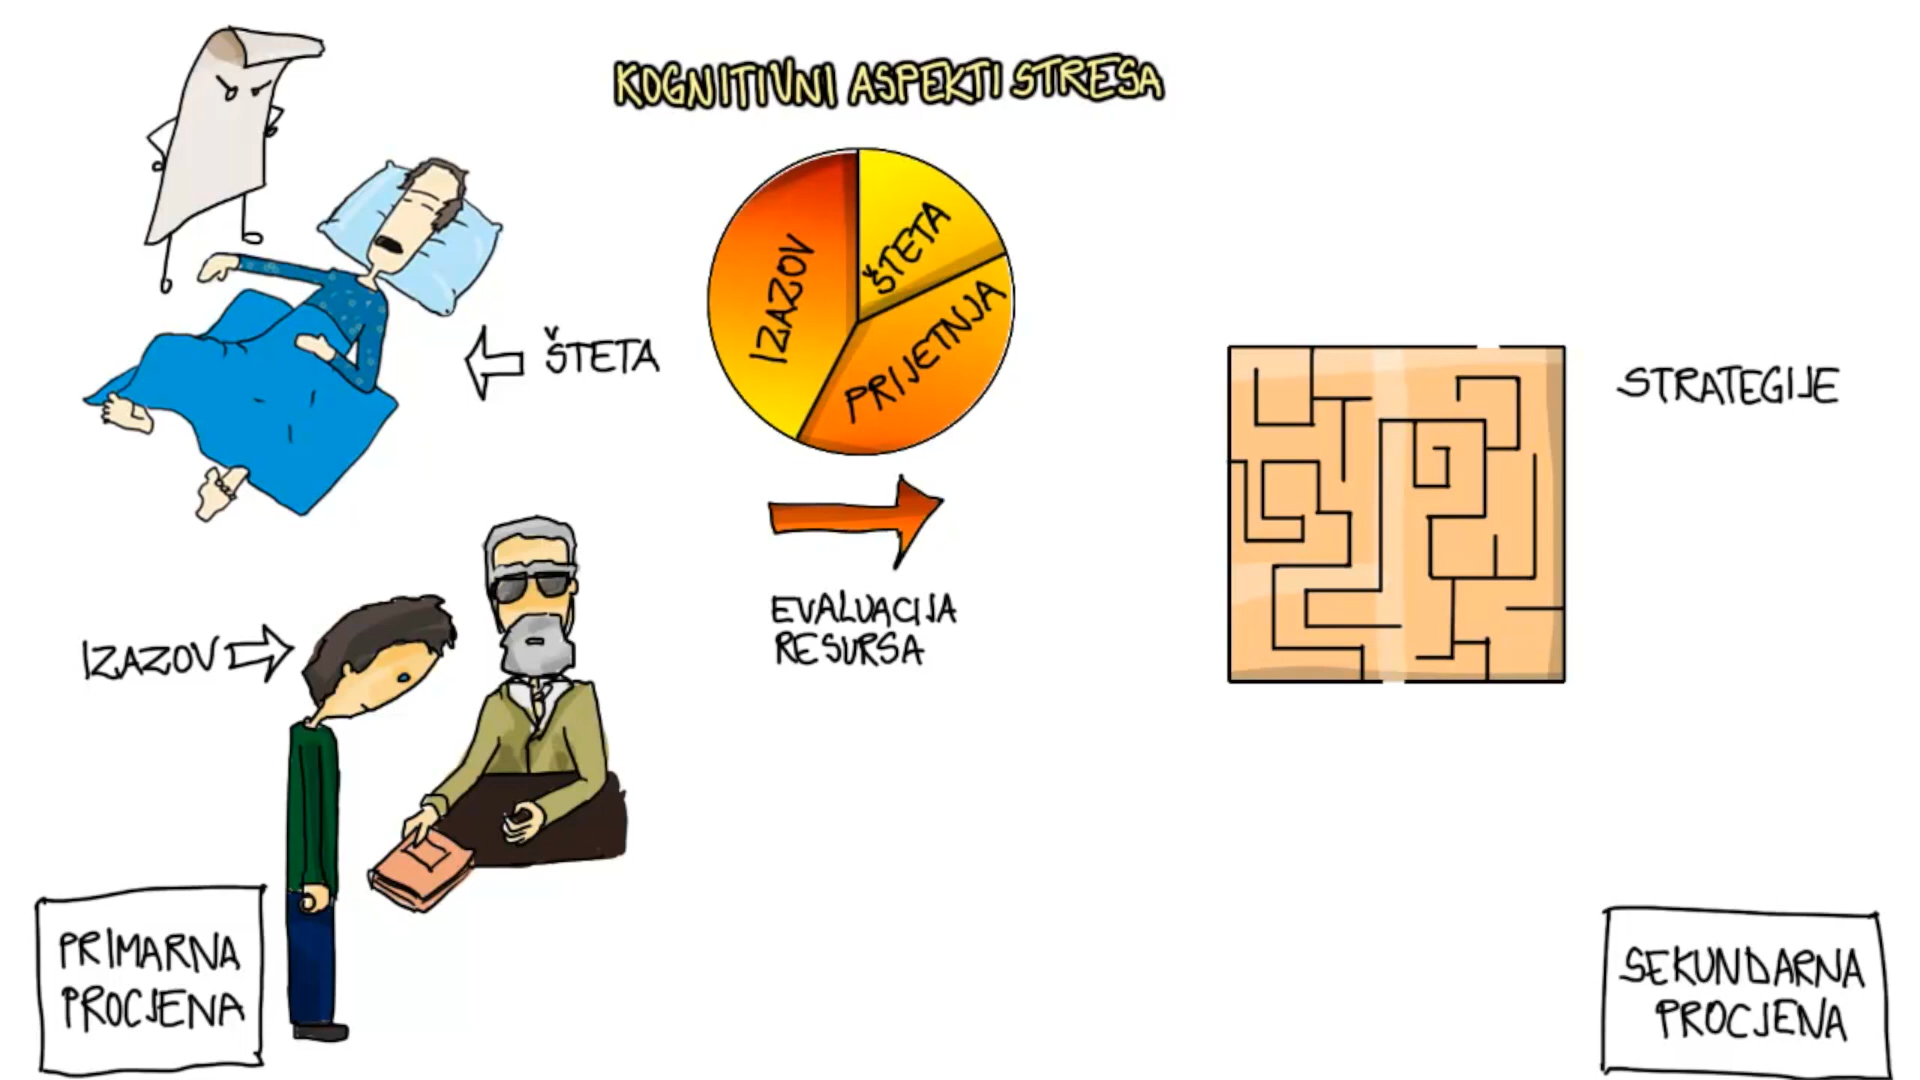 KOGNITIVNI ASPEKTI STRESA
IZAZOV
ŠTETA
PRIJETNJA
ŠTETA
STRATEGIJE
EVALUACIJA
RESURSA
IZAZOV
PRIMARNA
PROCJENA
SEKUNDARNA
PROCJENA